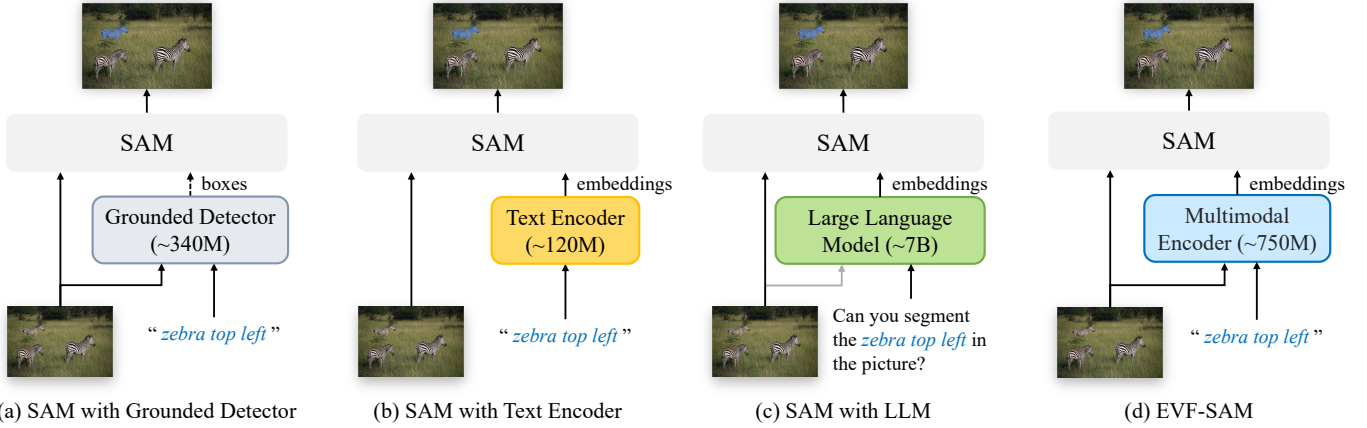 SAM
boxes
Grounded Detector
(~340M)
“ zebra top left ”
(a) SAM with Grounded Detector
SAM
embeddings
Text Encoder
(~120M)
“ zebra top left ”
(b) SAM with Text Encoder
SAM
embeddings
Large Language
Model (~7B)
Can you segment
the zebra top left in
the picture?
(c) SAM with LLM
SAM
embeddings
Multimodal
Encoder (~750M)
“ zebra top left ”
(d) EVF-SAM